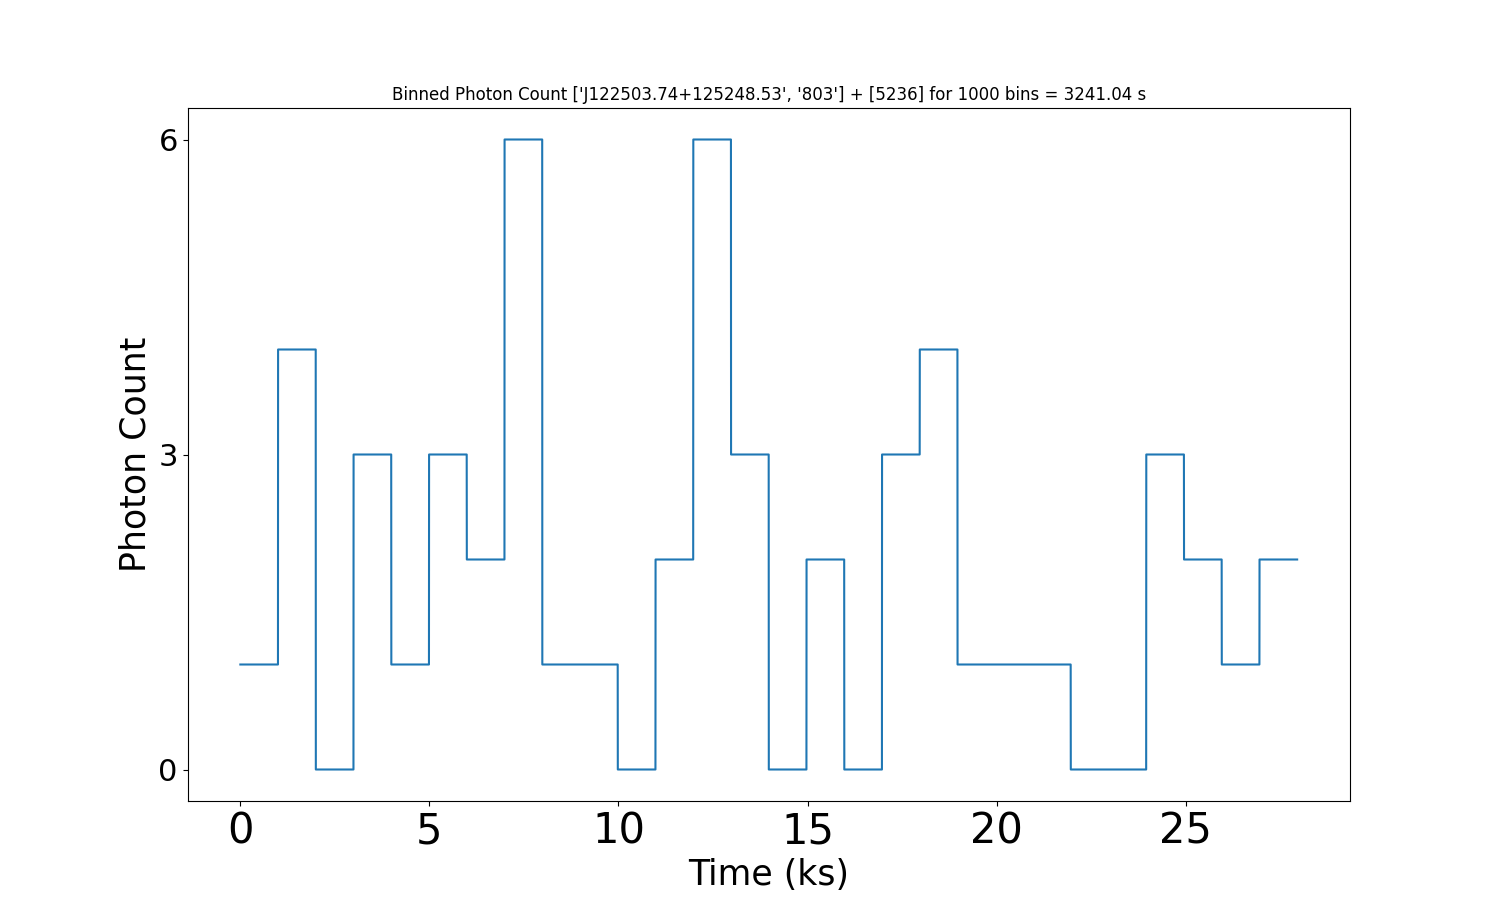 Binned Photon Count ['J122503.74+125248.53', '803'] + [5236] for 1000 bins = 3241.04 s
6
3
0
Photon Count
0 5 10 15 20 25
Time (ks)